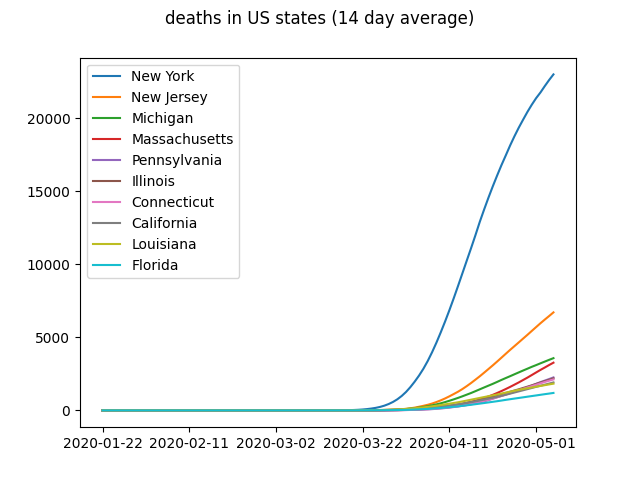 deaths in US states (14 day average)
New York
New Jersey
Michigan
Massachusetts
Pennsylvania
Illinois
Connecticut
California
Louisiana
Florida
20000
15000
10000
5000
0
2020-01-22 2020-02-11 2020-03-02 2020-03-22 2020-04-11 2020-05-01